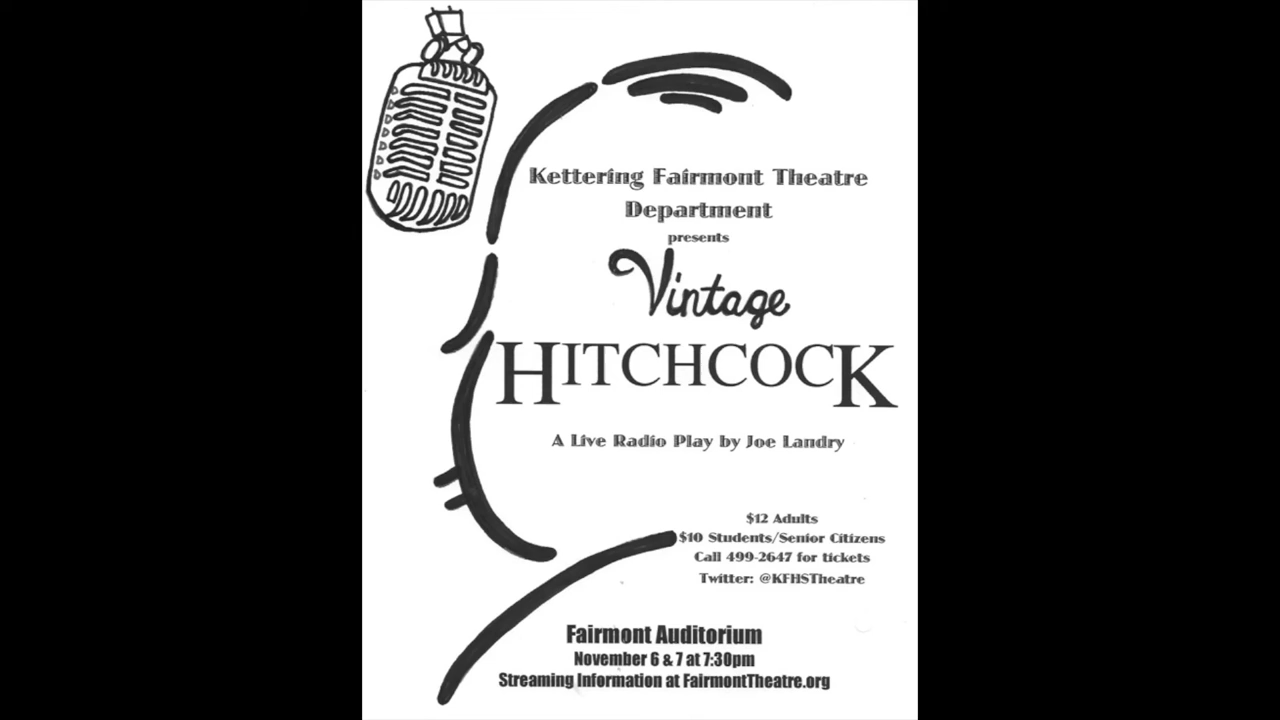 Kettering Fairmont Theatre
Department
presents
Vintage
HITCHCOCK
A Live Radio Play by Joe Landry
$12 Adults
$10 Students/Senior Citizens
Call 499-2647 for tickets
Twitter: @KFHSTheatre
Fairmont Auditorium
November 6 & 7 at 7:30pm
Streaming Information at FairmontTheatre.org